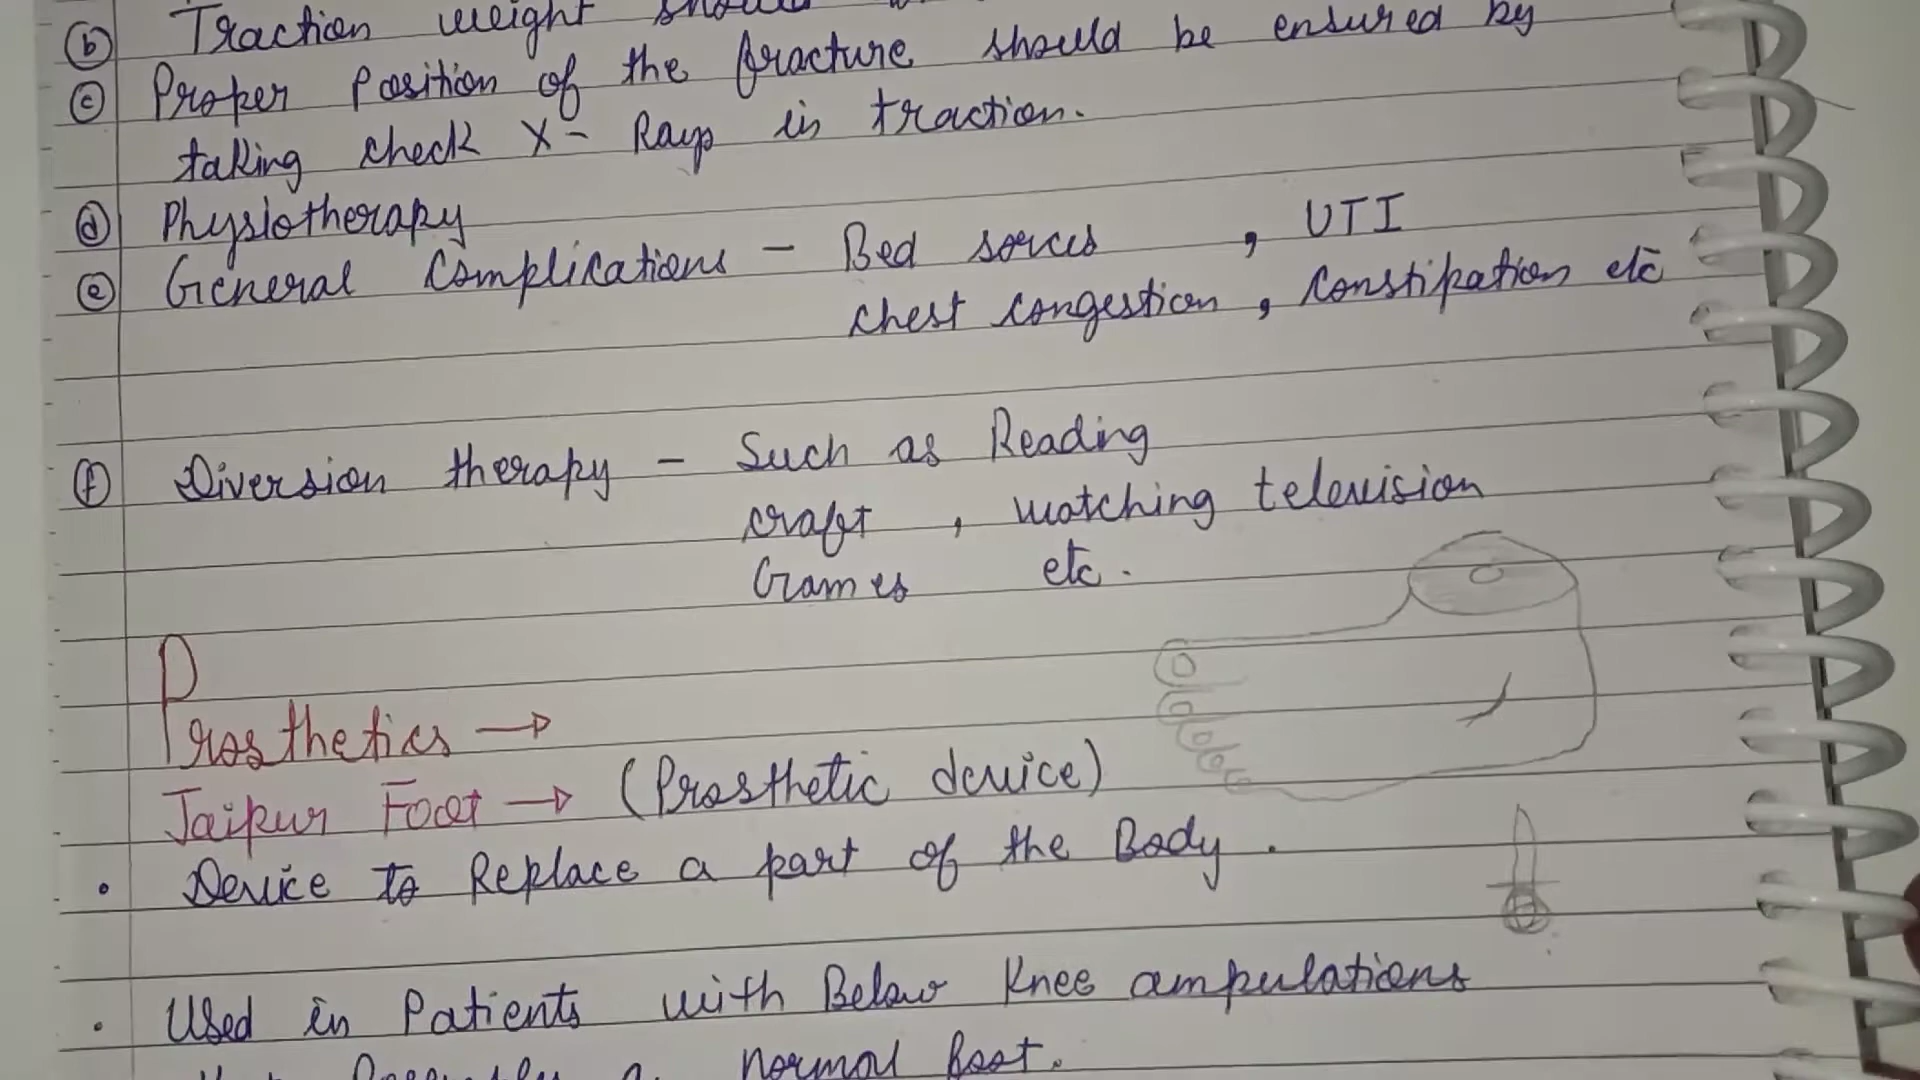 (b) Traction weight should
(c) Proper Position of the fracture should be ensured by
taking check X-Rays in traction.
(d) Physiotherapy
(e) General Complications - Bed sores , UTI
chest congestion , constipation etc
(f) Diversion therapy - Such as Reading
craft , watching television
Games etc.
Prosthetics →
Jaipur Foot → (Prosthetic device)
• Device to Replace a part of the Body.
• Used in Patients with Below Knee ampulations
normal foot.